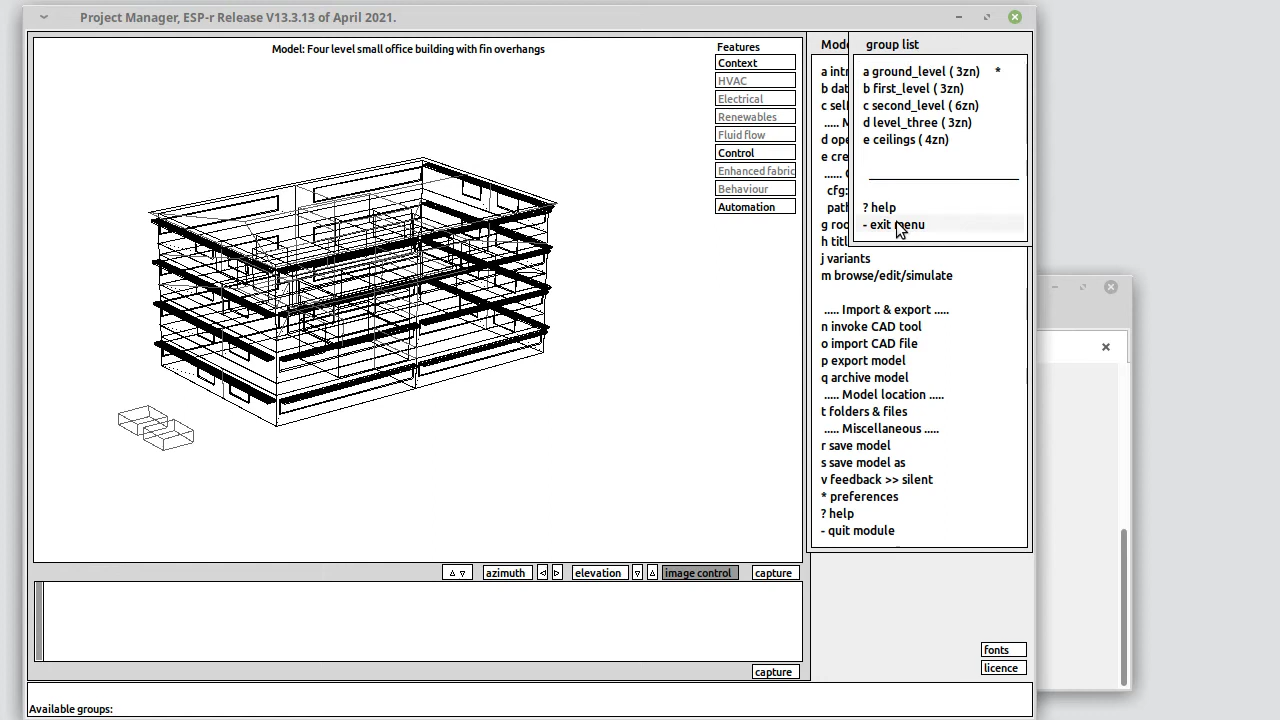 Project Manager, ESP-r Release V13.3.13 of April 2021.
Model: Four level small office building with fin overhangs
Features
Context
HVAC
Electrical
Renewables
Fluid flow
Control
Enhanced fabric
Behaviour
Automation
group list
a ground_level ( 3zn) *
b first_level ( 3zn)
c second_level ( 6zn)
d level_three ( 3zn)
e ceilings ( 4zn)
? help
- exit menu
cfg:
j variants
m browse/edit/simulate
..... Import & export .....
n invoke CAD tool
o import CAD file
p export model
q archive model
..... Model location .....
t folders & files
..... Miscellaneous .....
r save model
s save model as
v feedback >> silent
* preferences
? help
- quit module
azimuth
elevation
image control
capture
capture
fonts
licence
Available groups: